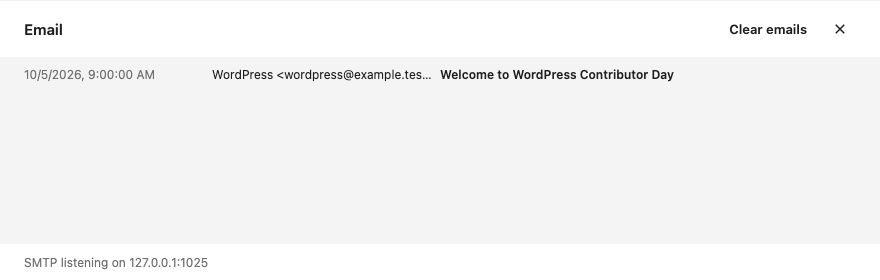 Email
Clear emails ✕
10/5/2026, 9:00:00 AM WordPress <wordpress@example.tes... Welcome to WordPress Contributor Day
SMTP listening on 127.0.0.1:1025